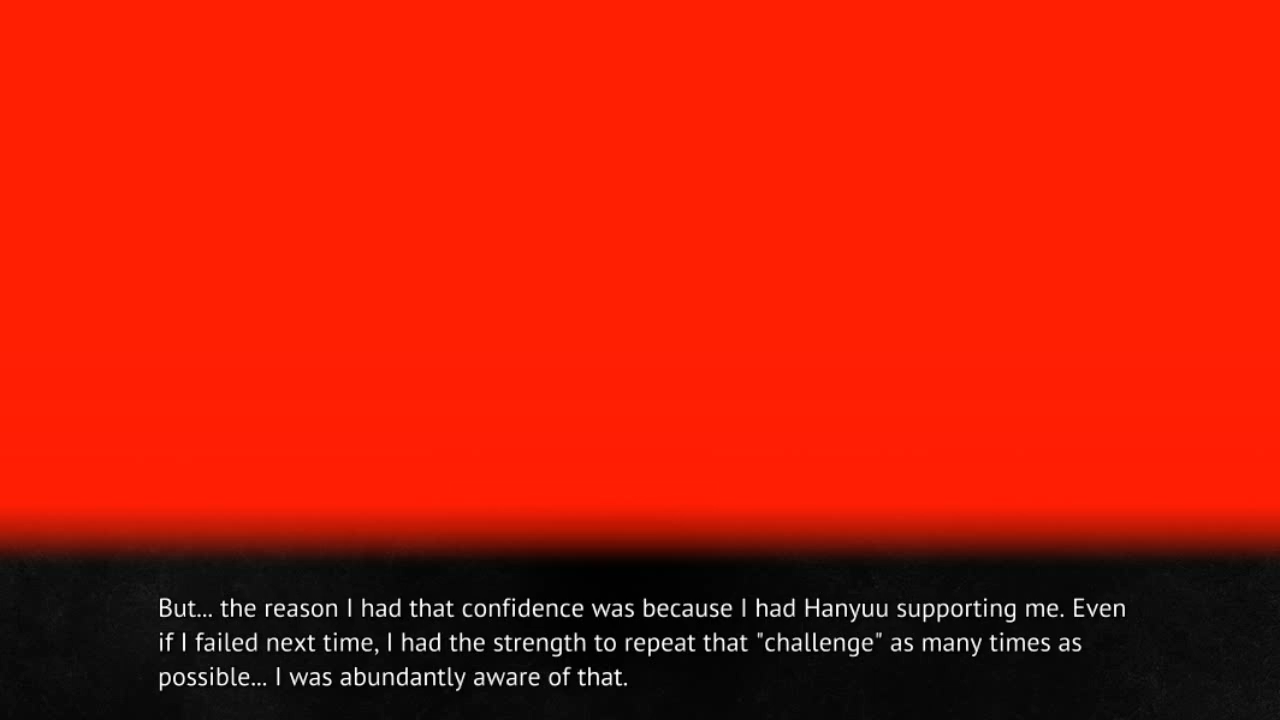 But... the reason I had that confidence was because I had Hanyuu supporting me. Even
if I failed next time, I had the strength to repeat that "challenge" as many times as
possible... I was abundantly aware of that.